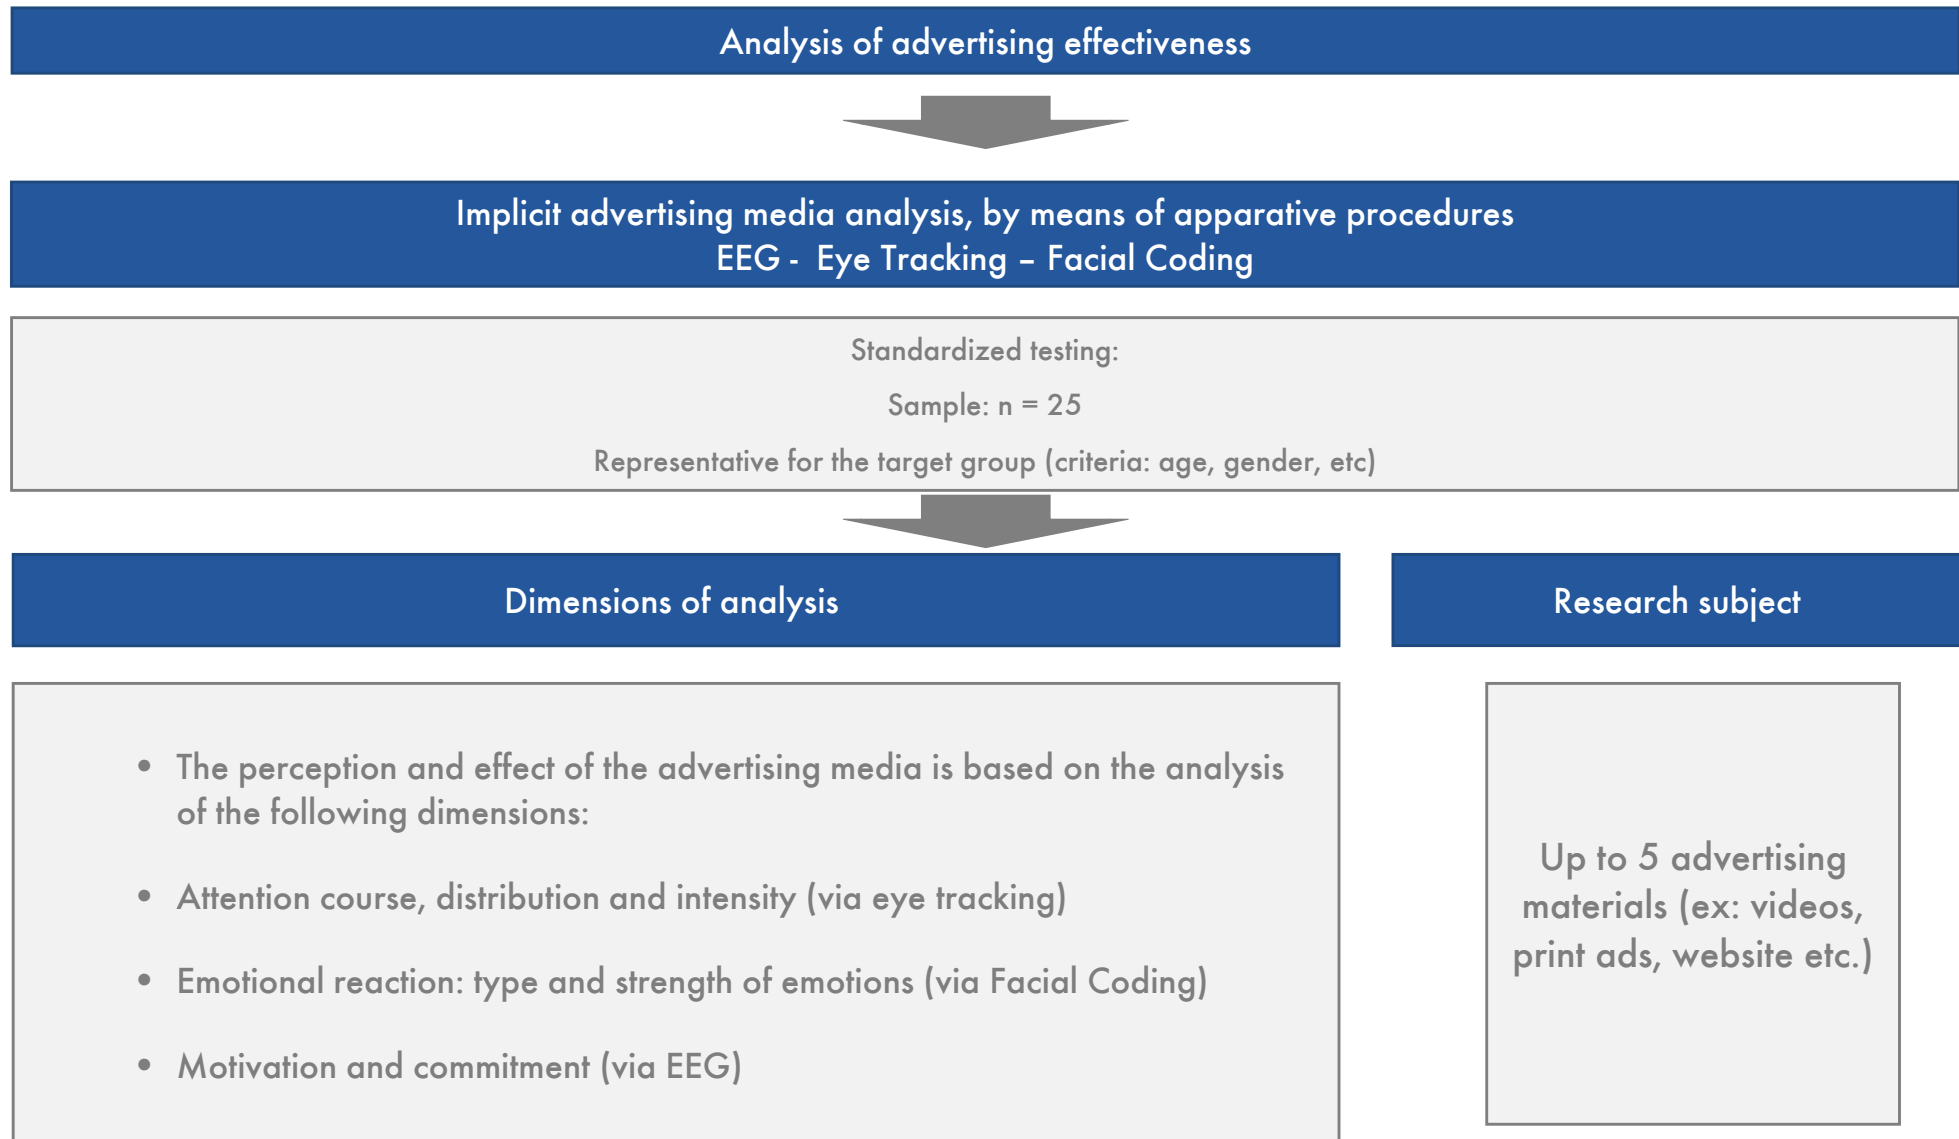 Analysis of advertising effectiveness
Implicit advertising media analysis, by means of apparative procedures
EEG -  Eye Tracking – Facial Coding
Standardized testing:
Sample: n = 25
Representative for the target group (criteria: age, gender, etc)
Dimensions of analysis
• The perception and effect of the advertising media is based on the analysis
of the following dimensions:
• Attention course, distribution and intensity (via eye tracking)
• Emotional reaction: type and strength of emotions (via Facial Coding)
• Motivation and commitment (via EEG)
Research subject
Up to 5 advertising
materials (ex: videos,
print ads, website etc.)